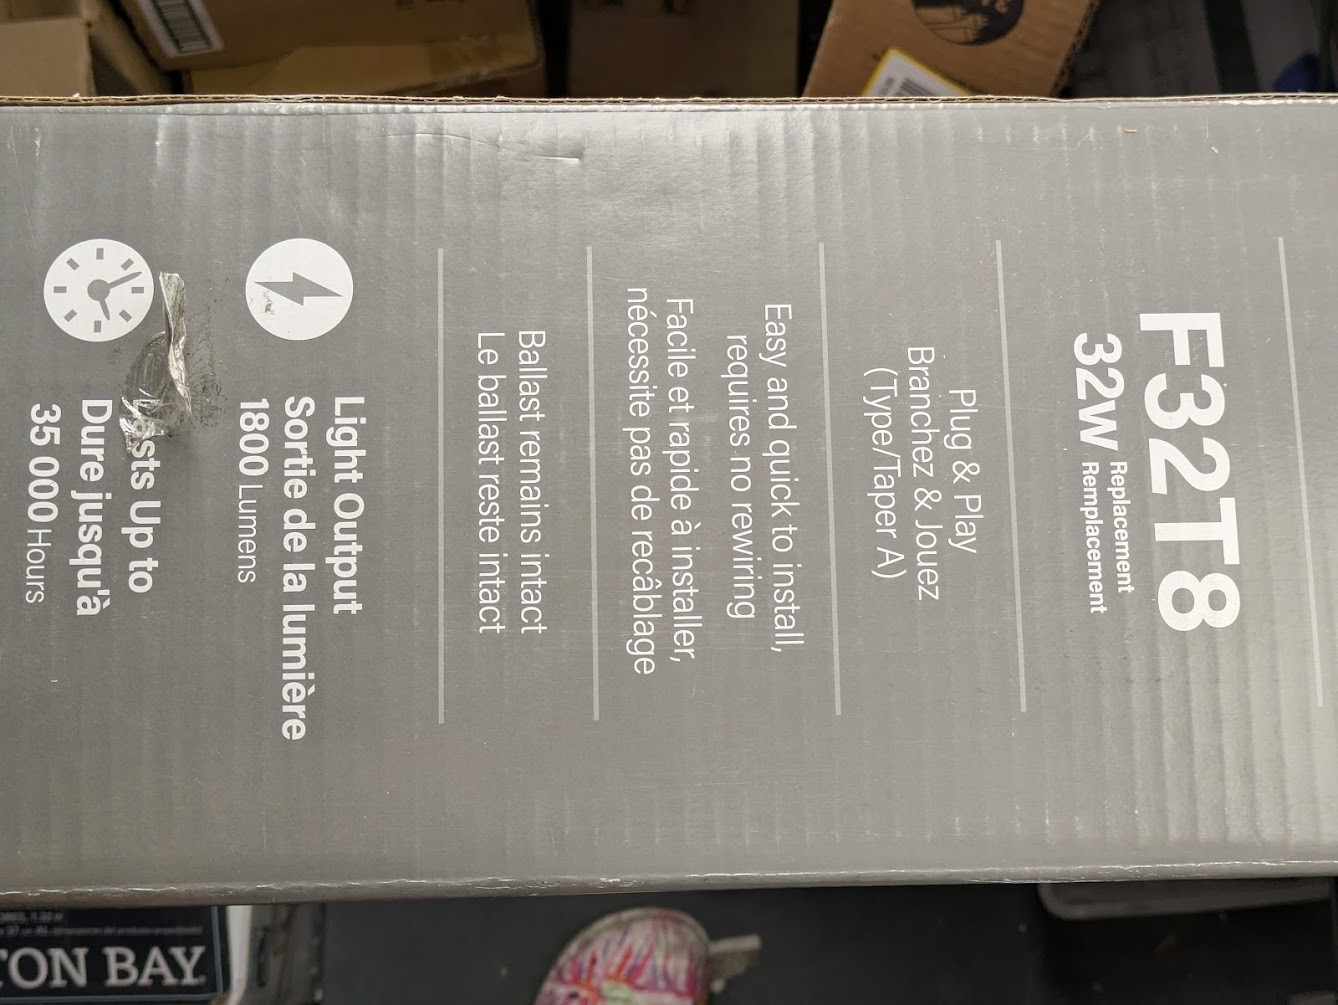 F32T8
32W Replacement
Remplacement
Plug & Play
Branchez & Jouez
(Type/Taper A)
Easy and quick to install,
requires no rewiring
Facile et rapide à installer,
nécessite pas de recâblage
Ballast remains intact
Le ballast reste intact
Light Output
Sortie de la lumière
1800 Lumens
Up to
Dure jusqu'à
35 000 Hours
TON BAY